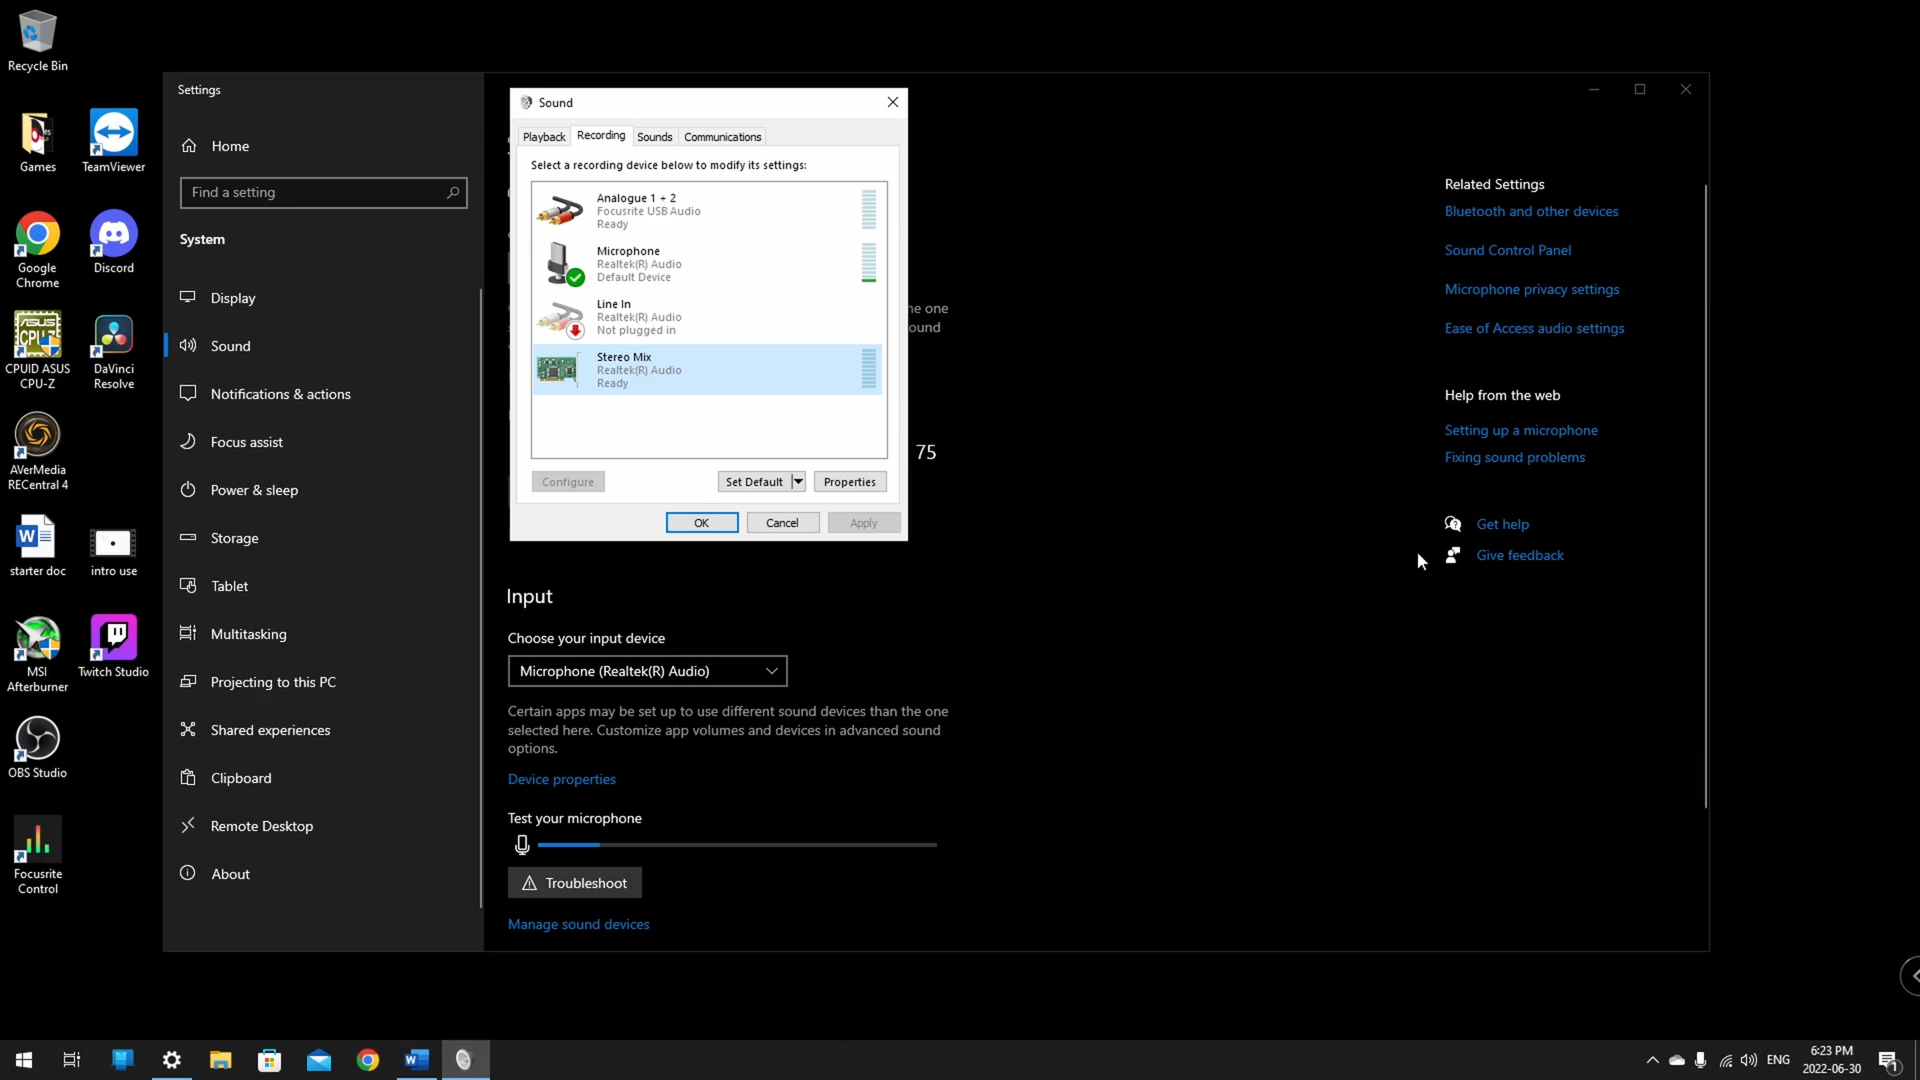 Recycle Bin
Games
TeamViewer
Google
Chrome
Discord
CPUID ASUS
CPU-Z
DaVinci
Resolve
AVerMedia
RECentral 4
starter doc
intro use
MSI
Afterburner
Twitch Studio
OBS Studio
Focusrite
Control
Settings
Home
Find a setting
System
Display
Sound
Notifications & actions
Focus assist
Power & sleep
Storage
Tablet
Multitasking
Projecting to this PC
Shared experiences
Clipboard
Remote Desktop
About
Sound
Playback
Recording
Sounds
Communications
Select a recording device below to modify its settings:
Analogue 1 + 2
Focusrite USB Audio
Ready
Microphone
Realtek(R) Audio
Default Device
Line In
Realtek(R) Audio
Not plugged in
Stereo Mix
Realtek(R) Audio
Ready
Configure
Set Default
Properties
OK
Cancel
Apply
one
75
Input
Choose your input device
Microphone (Realtek(R) Audio)
Certain apps may be set up to use different sound devices than the one
selected here. Customize app volumes and devices in advanced sound
options.
Device properties
Test your microphone
Troubleshoot
Manage sound devices
Related Settings
Bluetooth and other devices
Sound Control Panel
Microphone privacy settings
Ease of Access audio settings
Help from the web
Setting up a microphone
Fixing sound problems
Get help
Give feedback
ENG
6:23 PM
2022-06-30
1